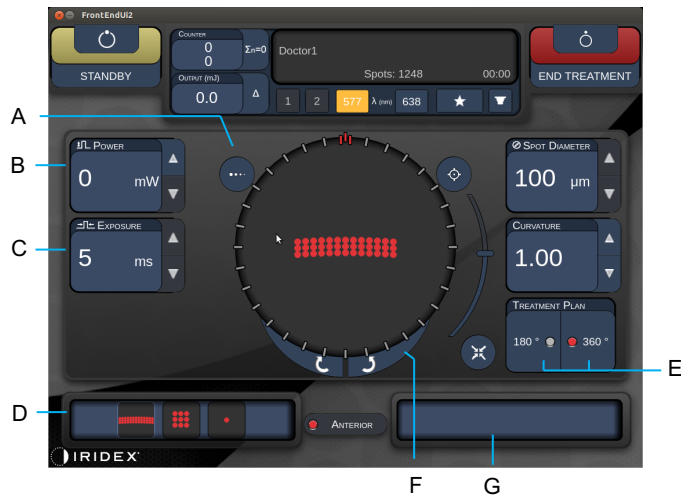 FrontEndUi2
STANDBY
COUNTER
0
0
Σn=0
OUTPUT (mJ)
0.0
Δ
Doctor1
Spots: 1248
00:00
1
2
577
λ (nm)
638
END TREATMENT
A
B
C
D
POWER
0
mW
EXPOSURE
5
ms
SPOT DIAMETER
100
µm
CURVATURE
1.00
TREATMENT PLAN
180 °
360 °
E
ANTERIOR
IRIDEX
F
G